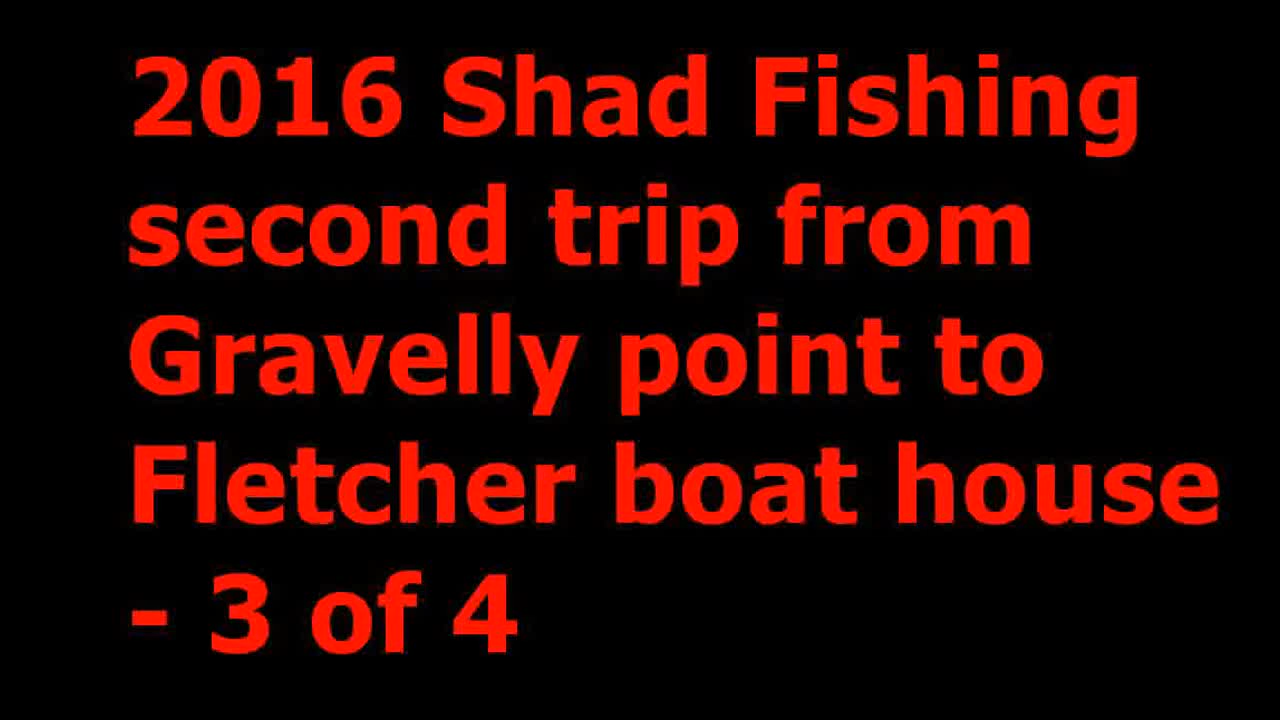 2016 Shad Fishing
second trip from
Gravelly point to
Fletcher boat house
- 3 of 4